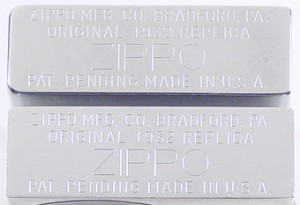 ZIPPO MFG. CO. BRADFORD, PA.
ORIGINAL 1932 REPLICA
ZIPPO
PAT. PENDING MADE IN U.S.A.
ZIPPO MFG. CO. BRADFORD, PA.
ORIGINAL 1932 REPLICA
ZIPPO
PAT. PENDING MADE IN U.S.A.